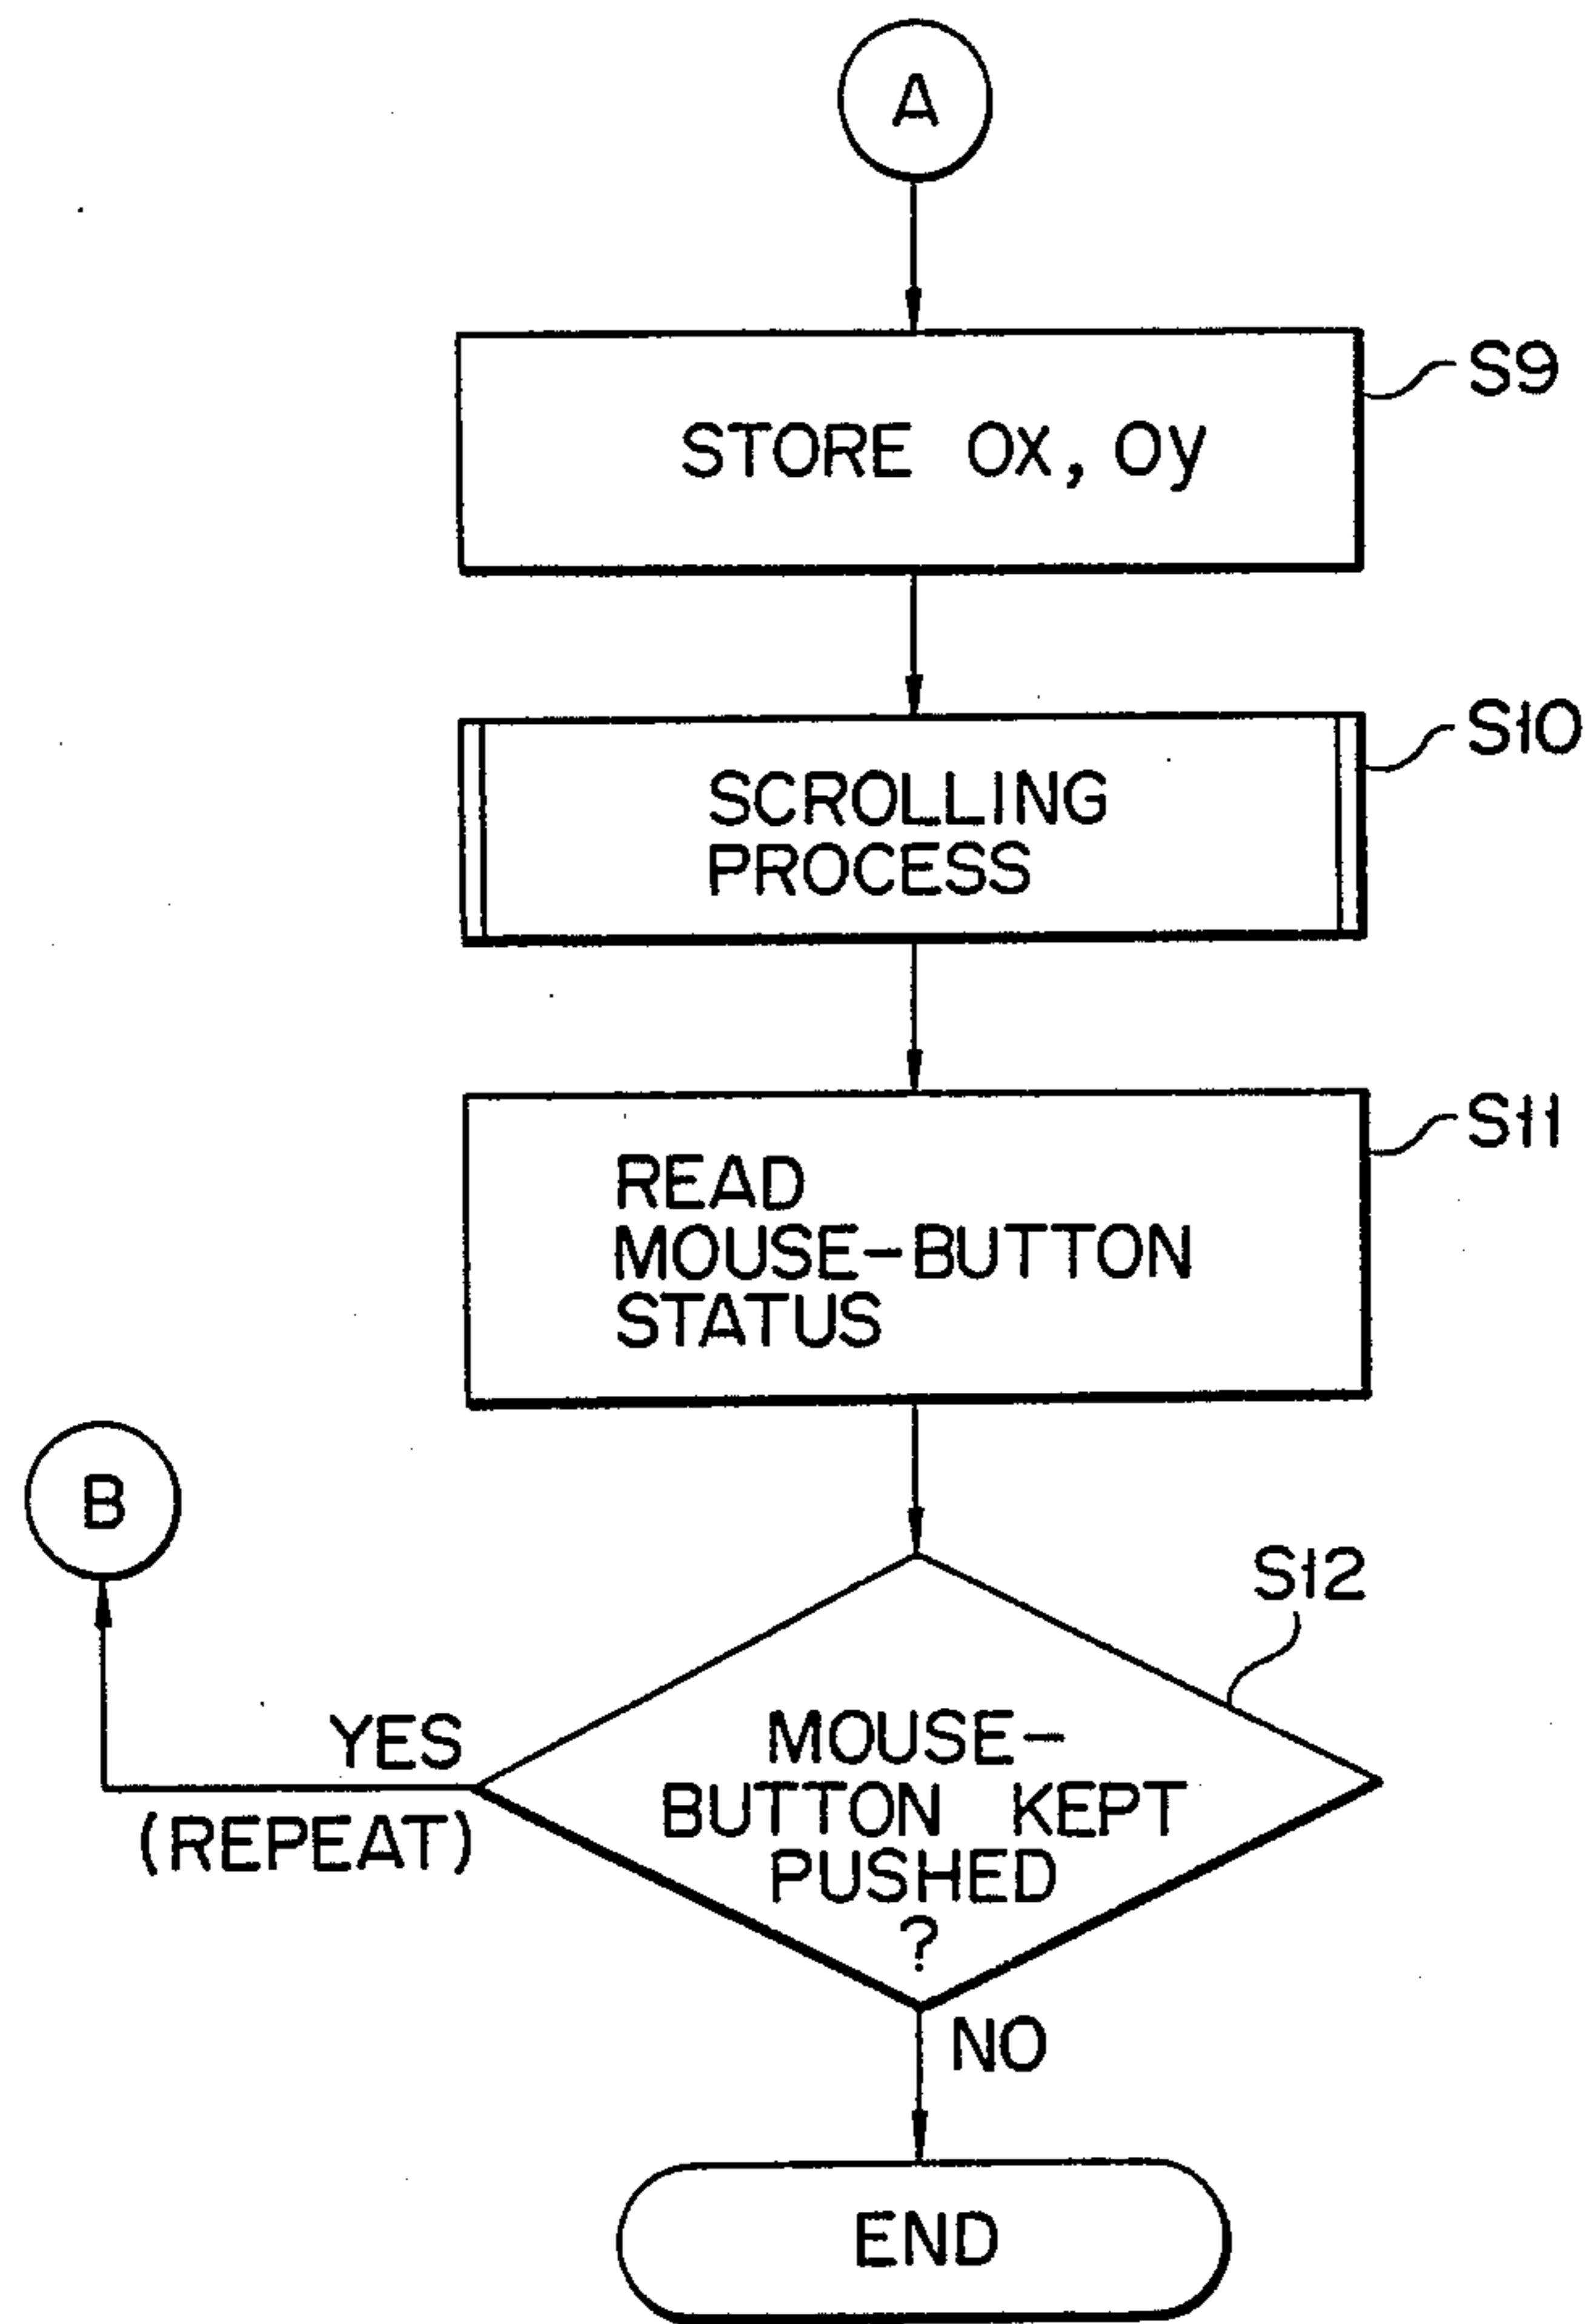 A
S9
STORE Ox, Oy
S10
SCROLLING
PROCESS
S11
READ
MOUSE-BUTTON
STATUS
B
S12
YES
(REPEAT)
MOUSE-
BUTTON KEPT
PUSHED
?
NO
END